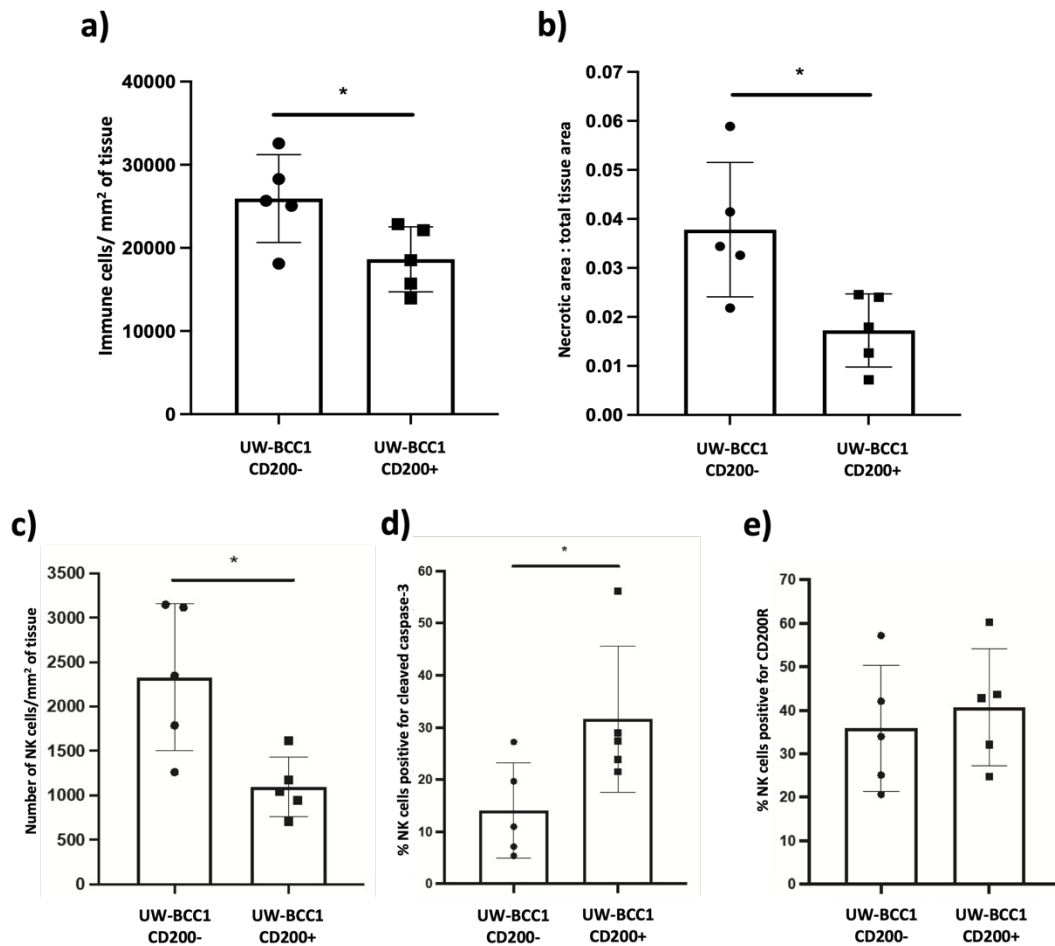 a)
Immune cells/ mm² of tissue
40000
30000
20000
10000
0
*
UW-BCC1
CD200-
UW-BCC1
CD200+
b)
Necrotic area : total tissue area
0.07
0.06
0.05
0.04
0.03
0.02
0.01
0.00
*
UW-BCC1
CD200-
UW-BCC1
CD200+
c)
Number of NK cells/mm² of tissue
3500
3000
2500
2000
1500
1000
500
0
*
UW-BCC1
CD200-
UW-BCC1
CD200+
d)
% NK cells positive for cleaved caspase-3
60
50
40
30
20
10
0
*
UW-BCC1
CD200-
UW-BCC1
CD200+
e)
% NK cells positive for CD200R
70
60
50
40
30
20
10
0
UW-BCC1
CD200-
UW-BCC1
CD200+